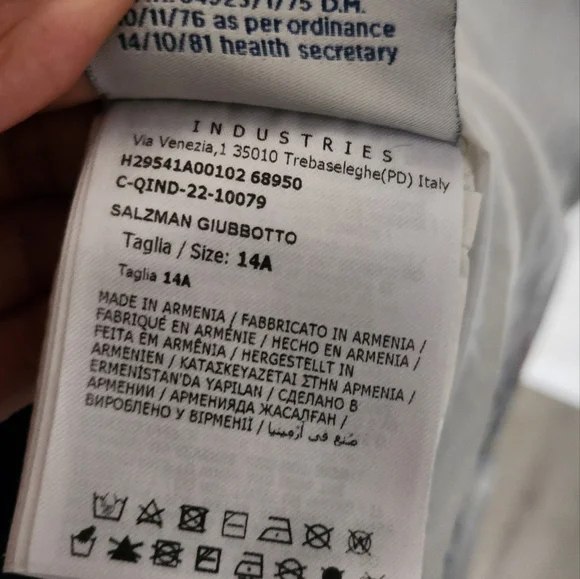 /75 D.M.
/11/76 as per ordinance
14/10/81 health secretary
INDUSTRIES
Via Venezia,1 35010 Trebaseleghe(PD) Italy
H29541A00102 68950
C-QIND-22-10079
SALZMAN GIUBBOTTO
Taglia / Size: 14A
Taglia 14A
MADE IN ARMENIA / FABBRICATO IN ARMENIA /
FABRIQUÉ EN ARMÉNIE / HECHO EN ARMENIA /
FEITA EM ARMÊNIA / HERGESTELLT IN
ARMENIEN / ΚΑΤΑΣΚΕΥΑΖΕΤΑΙ ΣΤΗΝ ΑΡΜΕΝΙΑ /
ERMENİSTAN'DA YAPILAN / СДЕЛАНО В
АРМЕНИИ / АРМЕНИЯДА ЖАСАЛҒАН /
ВИРОБЛЕНО У ВІРМЕНІЇ / صنع في أرمينيا